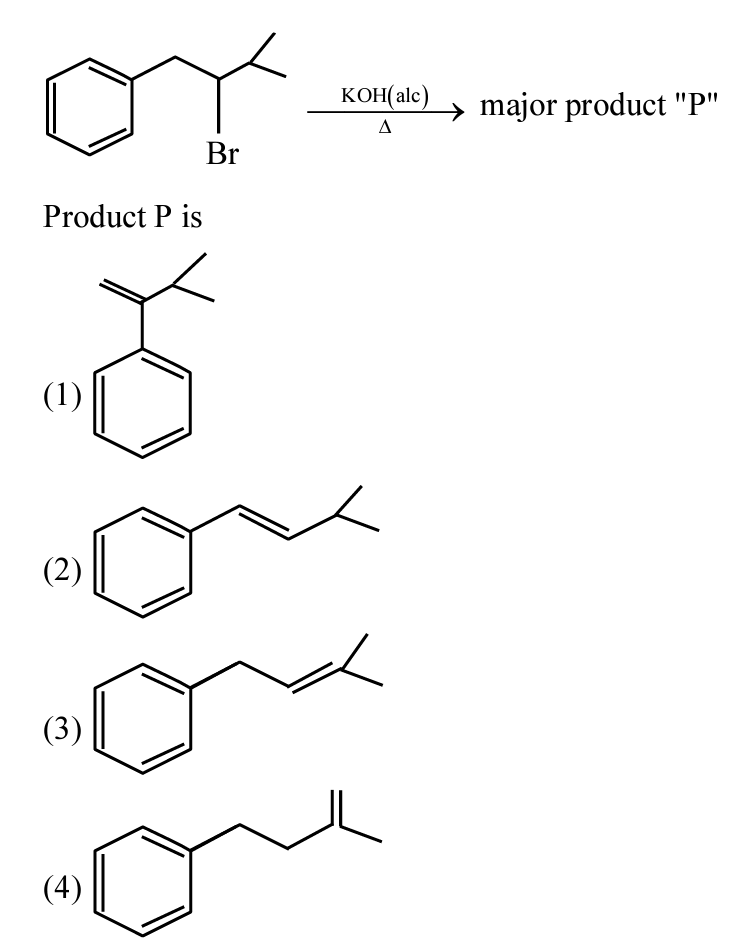 KOH(alc)
Δ
major product "P"
Br
Product P is
(1)
(2)
(3)
(4)